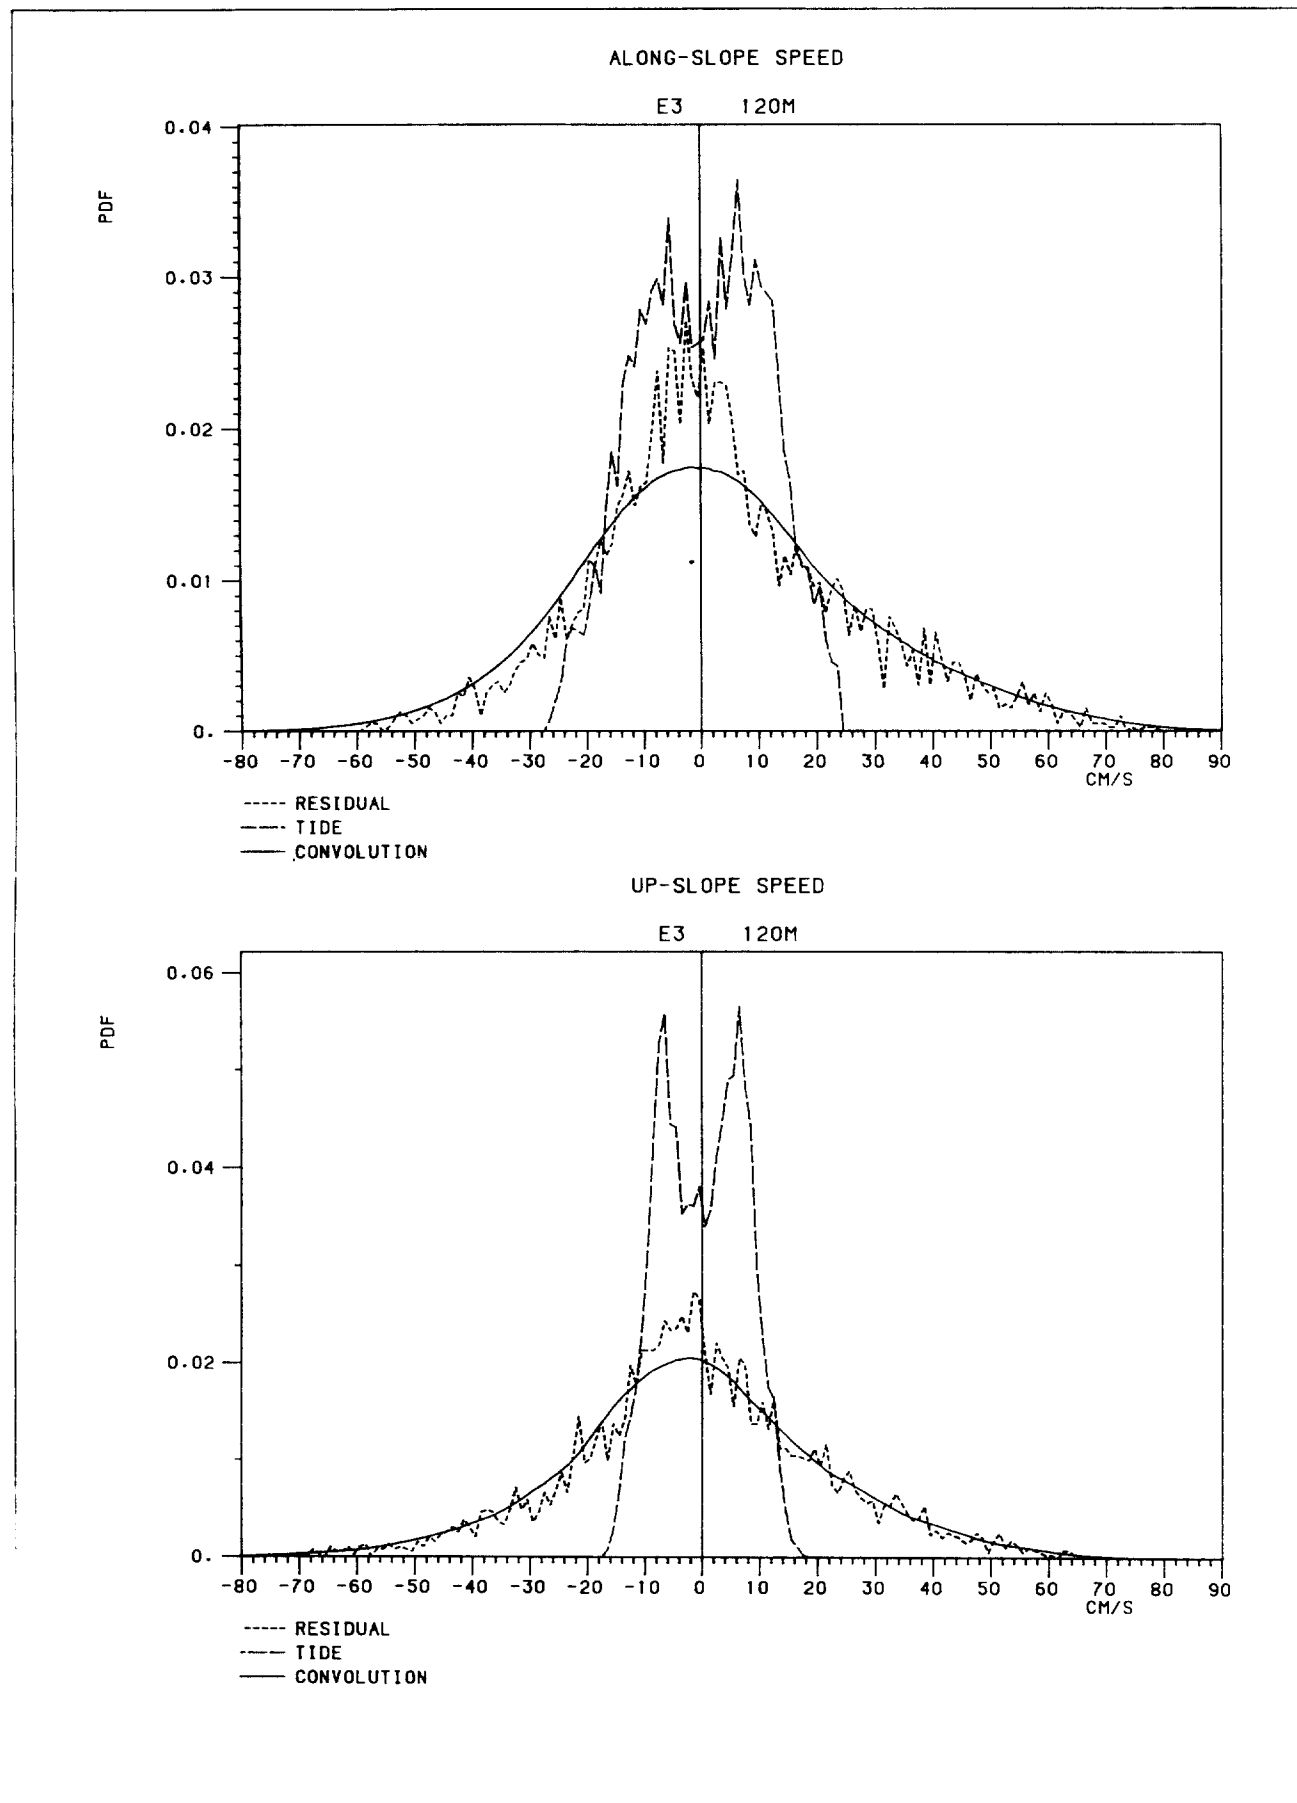 ALONG-SLOPE SPEED
E3 120M
0.04
PDF
0.03
0.02
0.01
0.
-80 -70 -60 -50 -40 -30 -20 -10 0 10 20 30 40 50 60 70 80 90
CM/S
RESIDUAL
TIDE
CONVOLUTION
UP-SLOPE SPEED
E3 120M
0.06
PDF
0.04
0.02
0.
-80 -70 -60 -50 -40 -30 -20 -10 0 10 20 30 40 50 60 70 80 90
CM/S
RESIDUAL
TIDE
CONVOLUTION